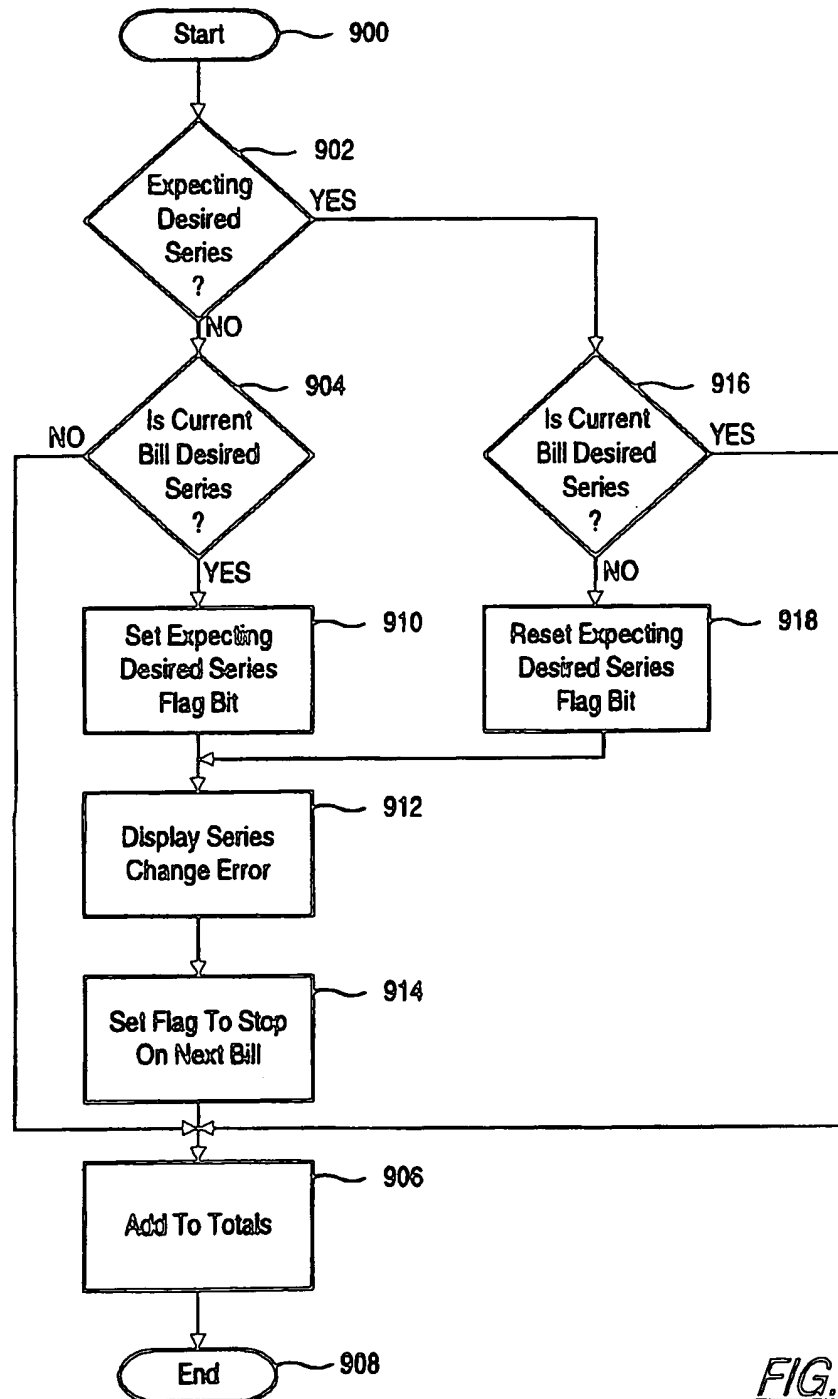 Start
900
902
Expecting
Desired
Series
?
YES
NO
904
Is Current
Bill Desired
Series
?
NO
YES
916
Is Current
Bill Desired
Series
?
YES
NO
910
Set Expecting
Desired Series
Flag Bit
918
Reset Expecting
Desired Series
Flag Bit
912
Display Series
Change Error
914
Set Flag To Stop
On Next Bill
906
Add To Totals
End
908
FIG.